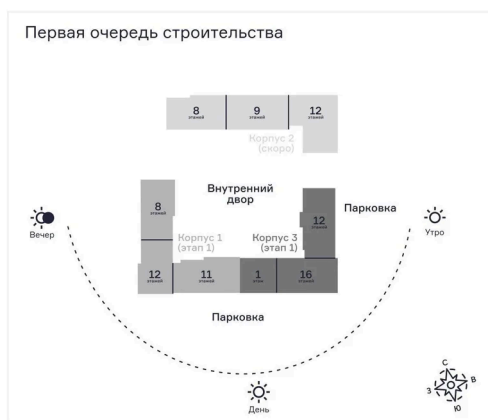 Первая очередь строительства
8
этажей
9
этажей
12
этажей
Корпус 2
(скоро)
8
этажей
Внутренний
двор
12
этажей
Парковка
Вечер
Утро
Корпус 1
(этап 1)
Корпус 3
(этап 1)
12
этажей
11
этажей
1
этаж
16
этажей
Парковка
День
С
В
З
Ю